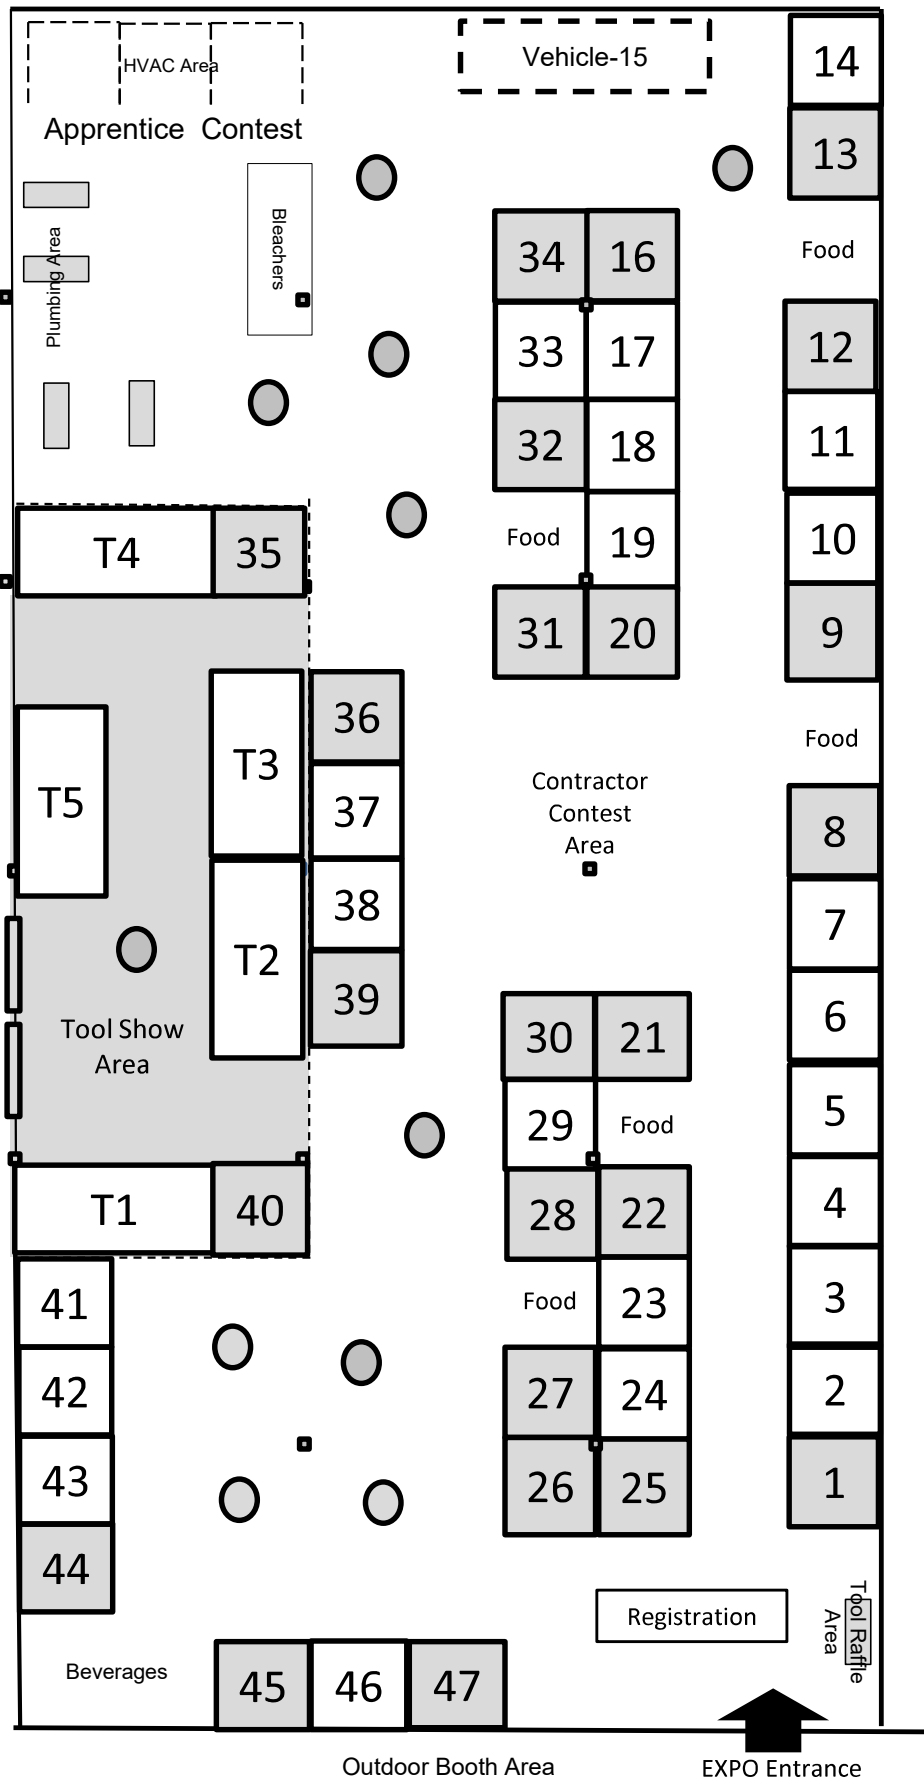 Vehicle-15
14
HVAC Area
Apprentice Contest
13
Bleachers
Plumbing Area
34
16
Food
33
17
12
32
18
11
Food
19
10
T4
35
31
20
9
36
T3
Food
37
T5
Contractor
Contest
Area
8
38
7
T2
39
6
Tool Show
Area
30
21
29
Food
5
T1
40
28
22
4
41
Food
23
3
42
27
24
2
43
26
25
1
44
Registration
Tool Raffle
Area
Beverages
45
46
47
Outdoor Booth Area
EXPO Entrance